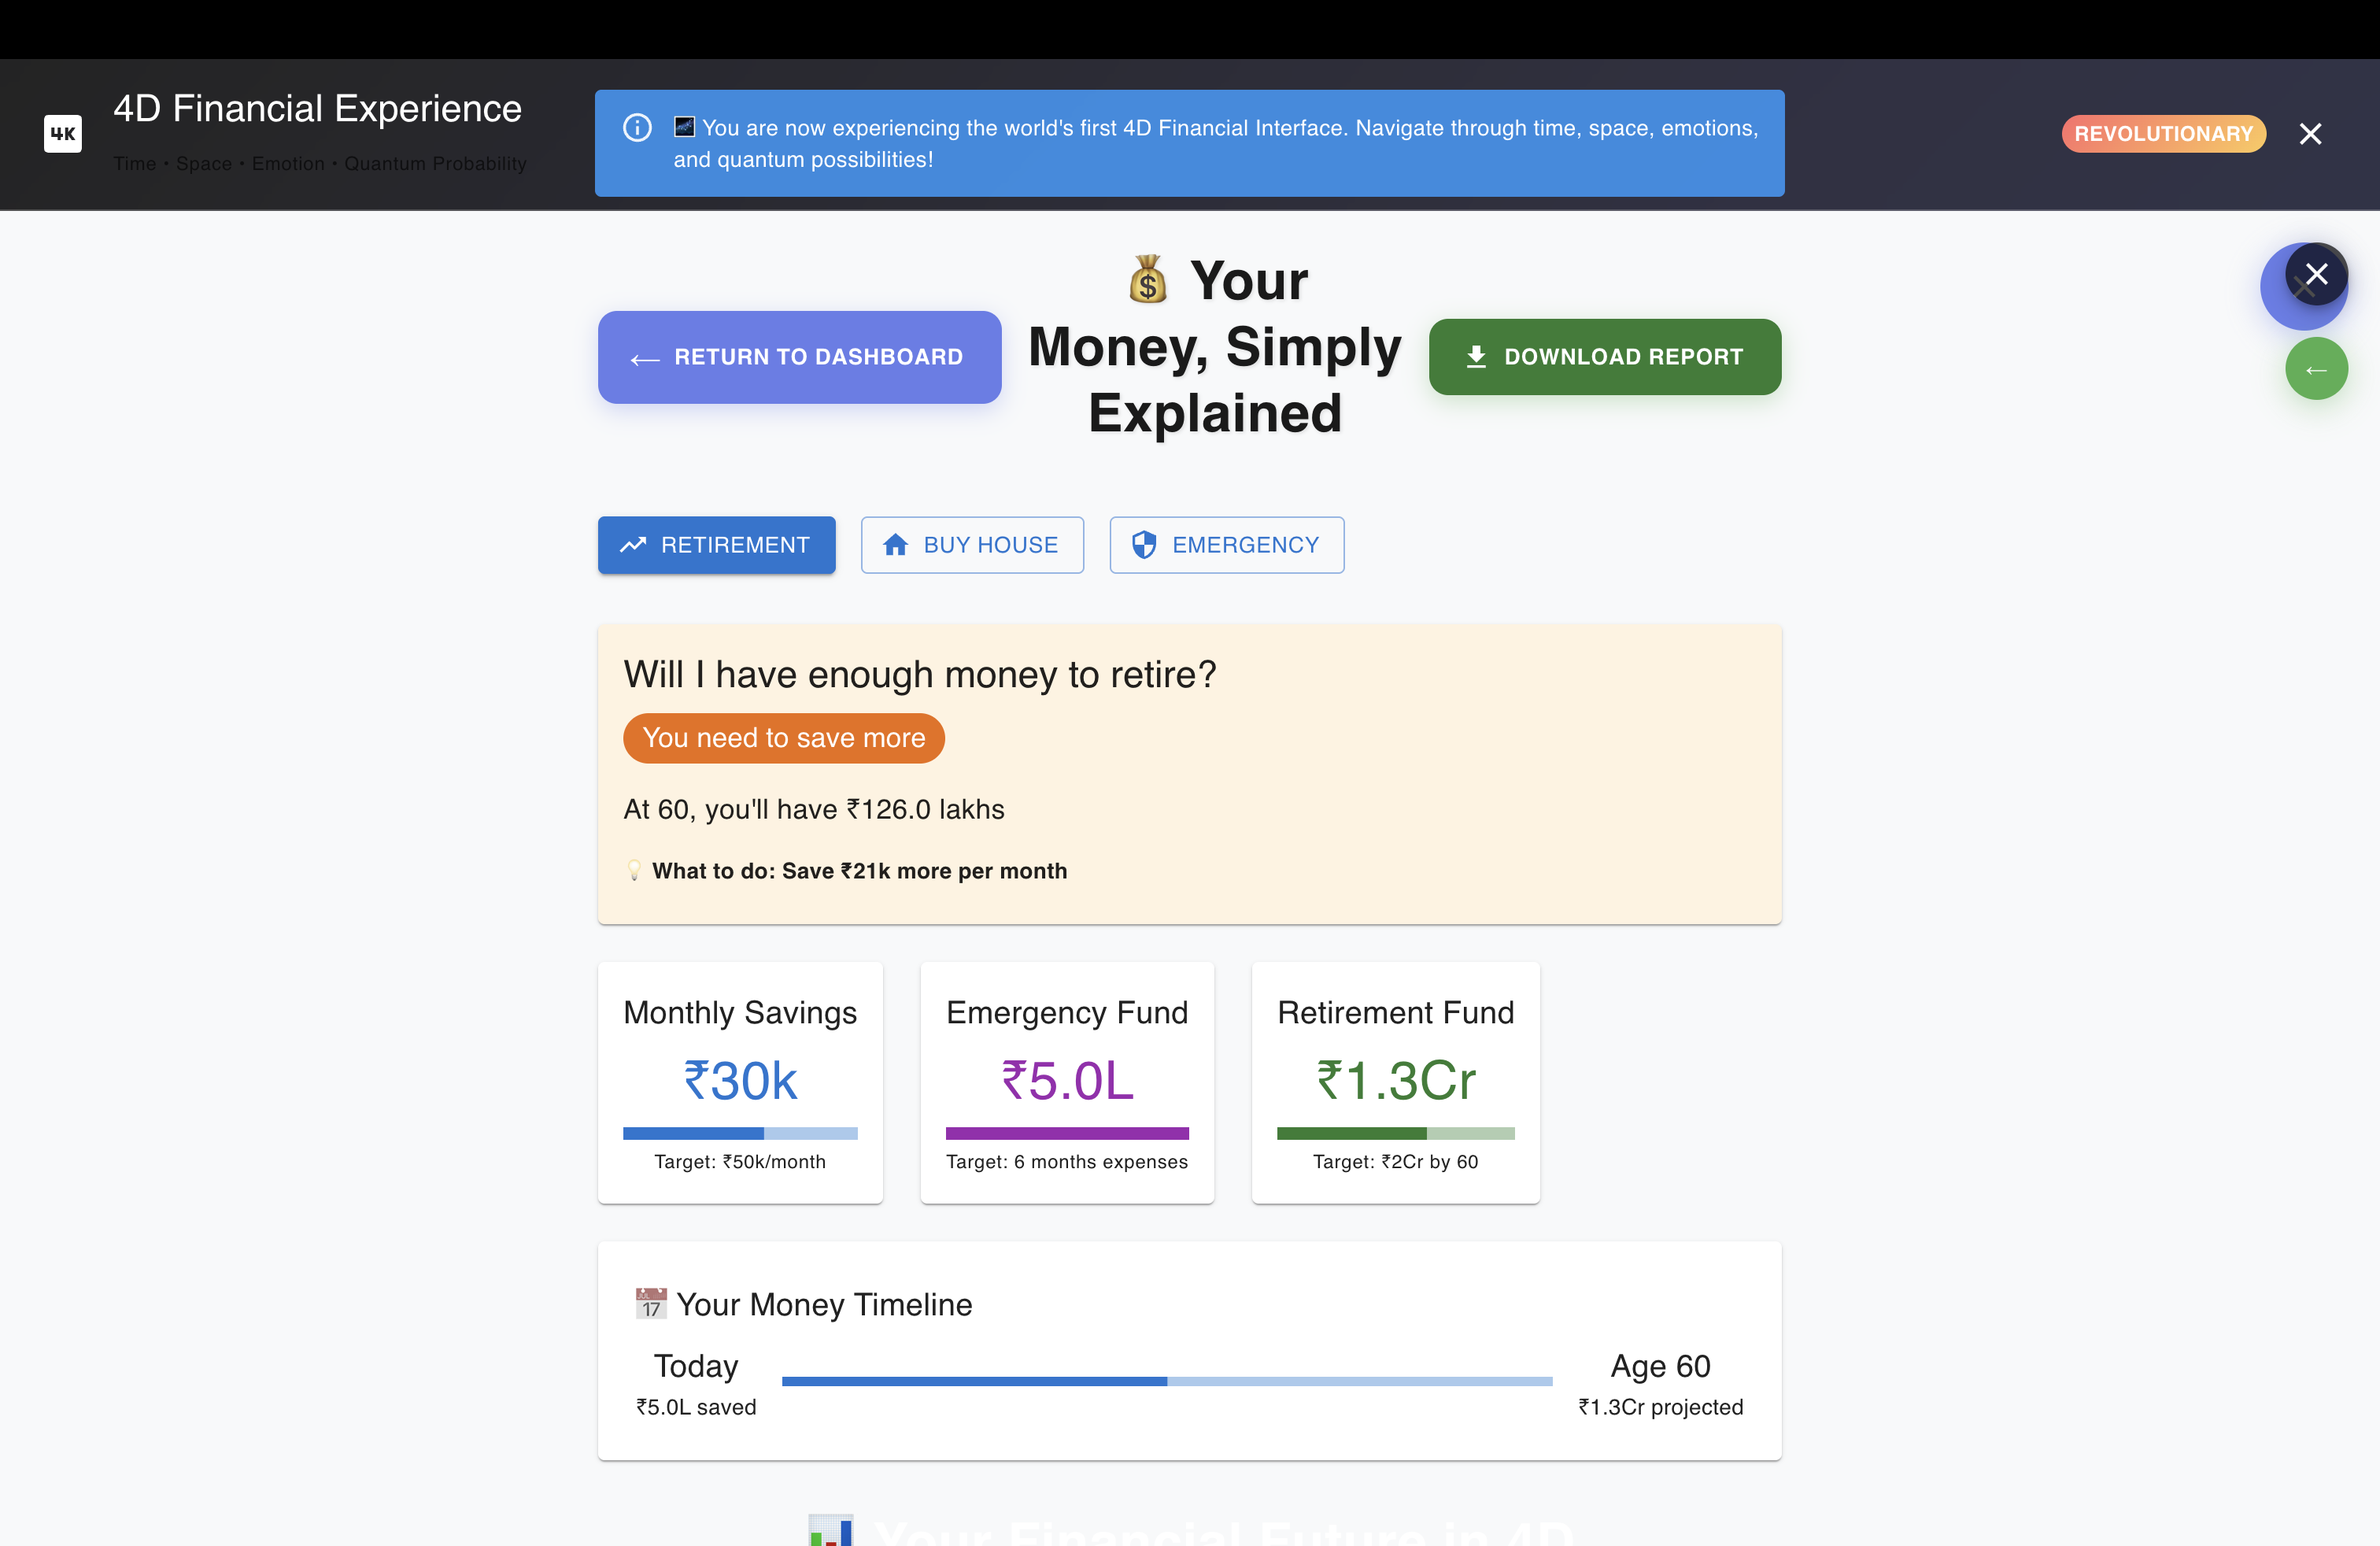 4K
4D Financial Experience
Time • Space • Emotion • Quantum Probability
You are now experiencing the world's first 4D Financial Interface. Navigate through time, space, emotions,
and quantum possibilities!
REVOLUTIONARY
← RETURN TO DASHBOARD
💰 Your
Money, Simply
Explained
DOWNLOAD REPORT
←
RETIREMENT
BUY HOUSE
EMERGENCY
Will I have enough money to retire?
You need to save more
At 60, you'll have ₹126.0 lakhs
💡 What to do: Save ₹21k more per month
Monthly Savings
₹30k
Target: ₹50k/month
Emergency Fund
₹5.0L
Target: 6 months expenses
Retirement Fund
₹1.3Cr
Target: ₹2Cr by 60
📅 Your Money Timeline
Today
₹5.0L saved
Age 60
₹1.3Cr projected
📊 Your Financial Future in 4D